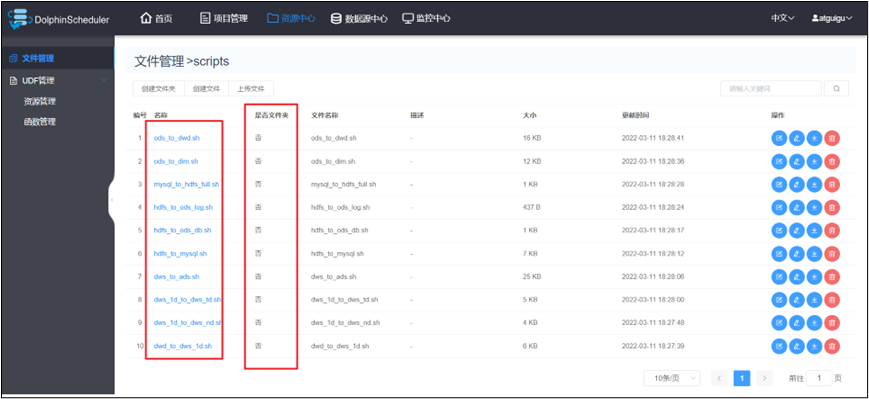 DolphinScheduler 首页 项目管理 资源中心 数据源中心 监控中心 中文 atguigu
文件管理
UDF管理
资源管理
函数管理
文件管理 >scripts
创建文件夹 创建文件 上传文件 请输入关键词
编号 名称 是否文件夹 文件名称 描述 大小 更新时间 操作
1 ods_to_dwd.sh 否 ods_to_dwd.sh - 16 KB 2022-03-11 18:28:41
2 ods_to_dim.sh 否 ods_to_dim.sh - 12 KB 2022-03-11 18:28:36
3 mysql_to_hdfs_full.sh 否 mysql_to_hdfs_full.sh - 1 KB 2022-03-11 18:28:28
4 hdfs_to_ods_log.sh 否 hdfs_to_ods_log.sh - 437 B 2022-03-11 18:28:24
5 hdfs_to_ods_db.sh 否 hdfs_to_ods_db.sh - 1 KB 2022-03-11 18:28:17
6 hdfs_to_mysql.sh 否 hdfs_to_mysql.sh - 7 KB 2022-03-11 18:28:12
7 dws_to_ads.sh 否 dws_to_ads.sh - 25 KB 2022-03-11 18:28:06
8 dws_1d_to_dws_td.sh 否 dws_1d_to_dws_td.sh - 5 KB 2022-03-11 18:28:00
9 dws_1d_to_dws_nd.sh 否 dws_1d_to_dws_nd.sh - 4 KB 2022-03-11 18:27:48
10 dwd_to_dws_1d.sh 否 dwd_to_dws_1d.sh - 6 KB 2022-03-11 18:27:39
10条/页 1 前往 1 页